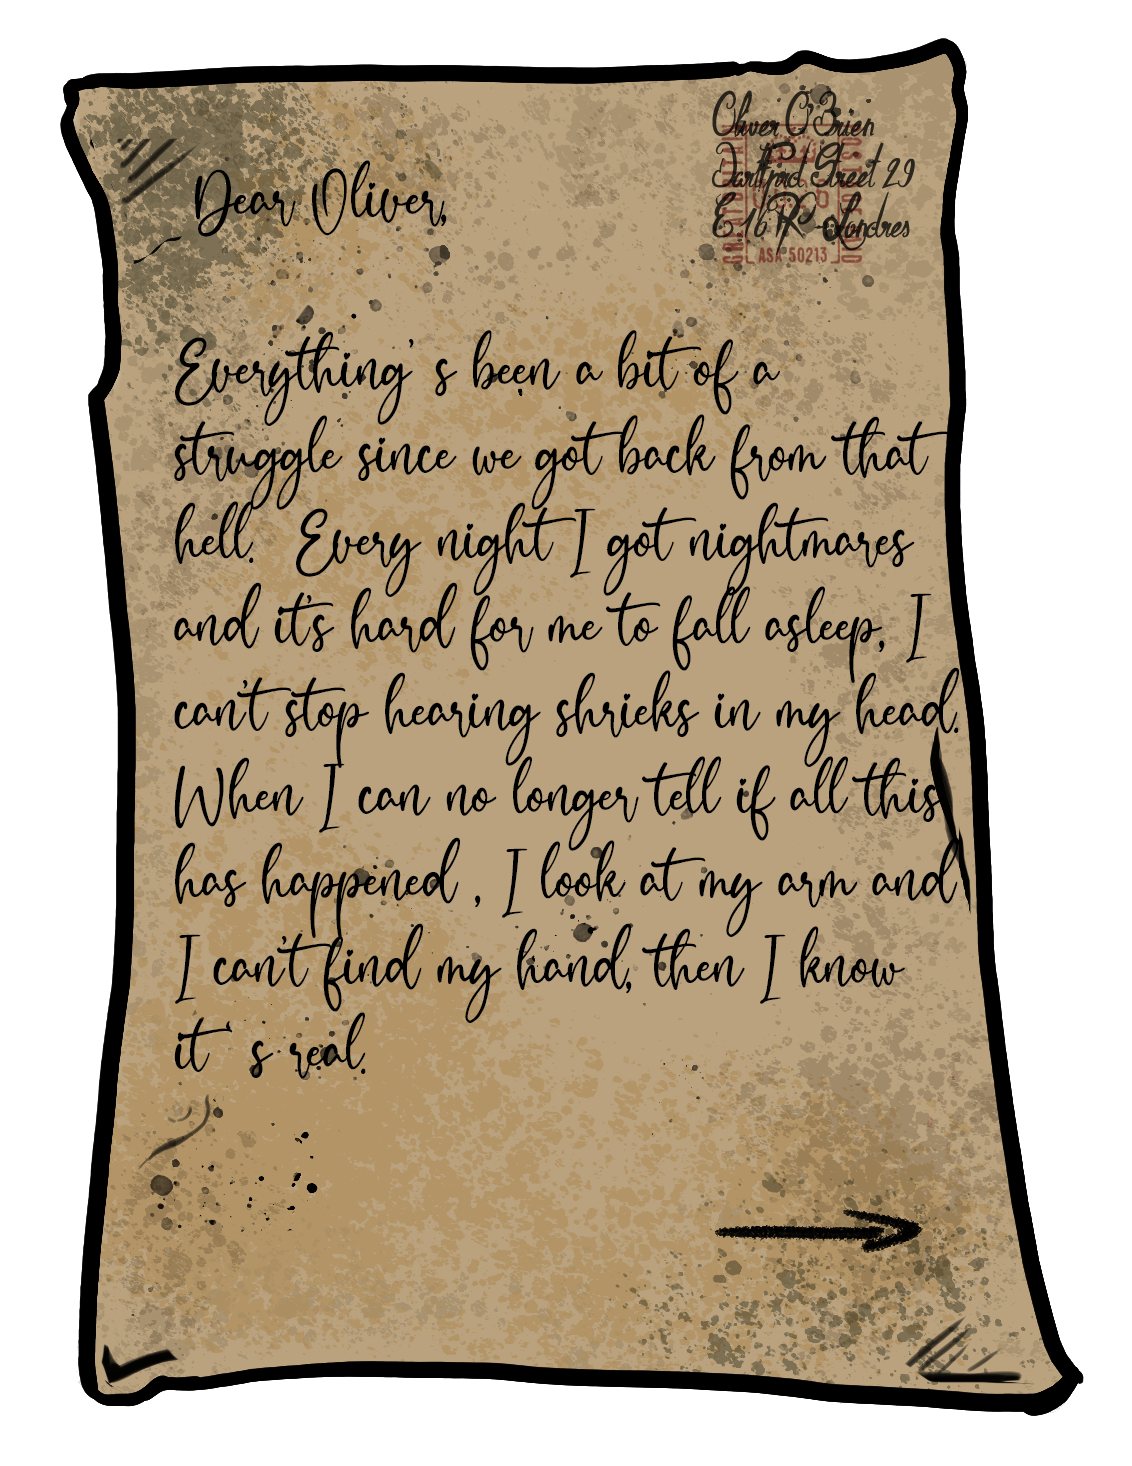 Oliver O'Brien
Dartford Street 29
E16 - Londres
ASA 50213
Dear Oliver,
Everything's been a bit of a
struggle since we got back from that
hell. Every night I got nightmares
and it's hard for me to fall asleep, I
can't stop hearing shrieks in my head.
When I can no longer tell if all this
has happened, I look at my arm and
I can't find my hand, then I know
it's real.